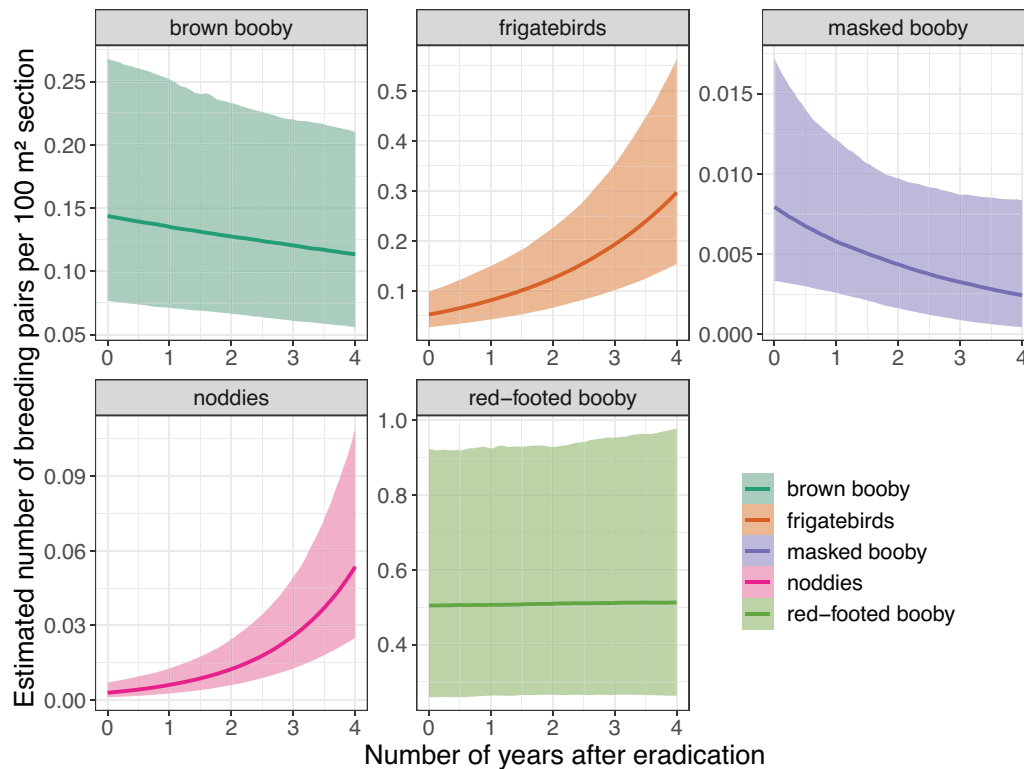 Estimated number of breeding pairs per 100 m² section
brown booby
0.25
0.20
0.15
0.10
0.05
0 1 2 3 4
frigatebirds
0.5
0.4
0.3
0.2
0.1
0 1 2 3 4
masked booby
0.015
0.010
0.005
0.000
0 1 2 3 4
noddies
0.09
0.06
0.03
0.00
0 1 2 3 4
red−footed booby
1.0
0.8
0.6
0.4
0 1 2 3 4
Number of years after eradication
brown booby
frigatebirds
masked booby
noddies
red−footed booby